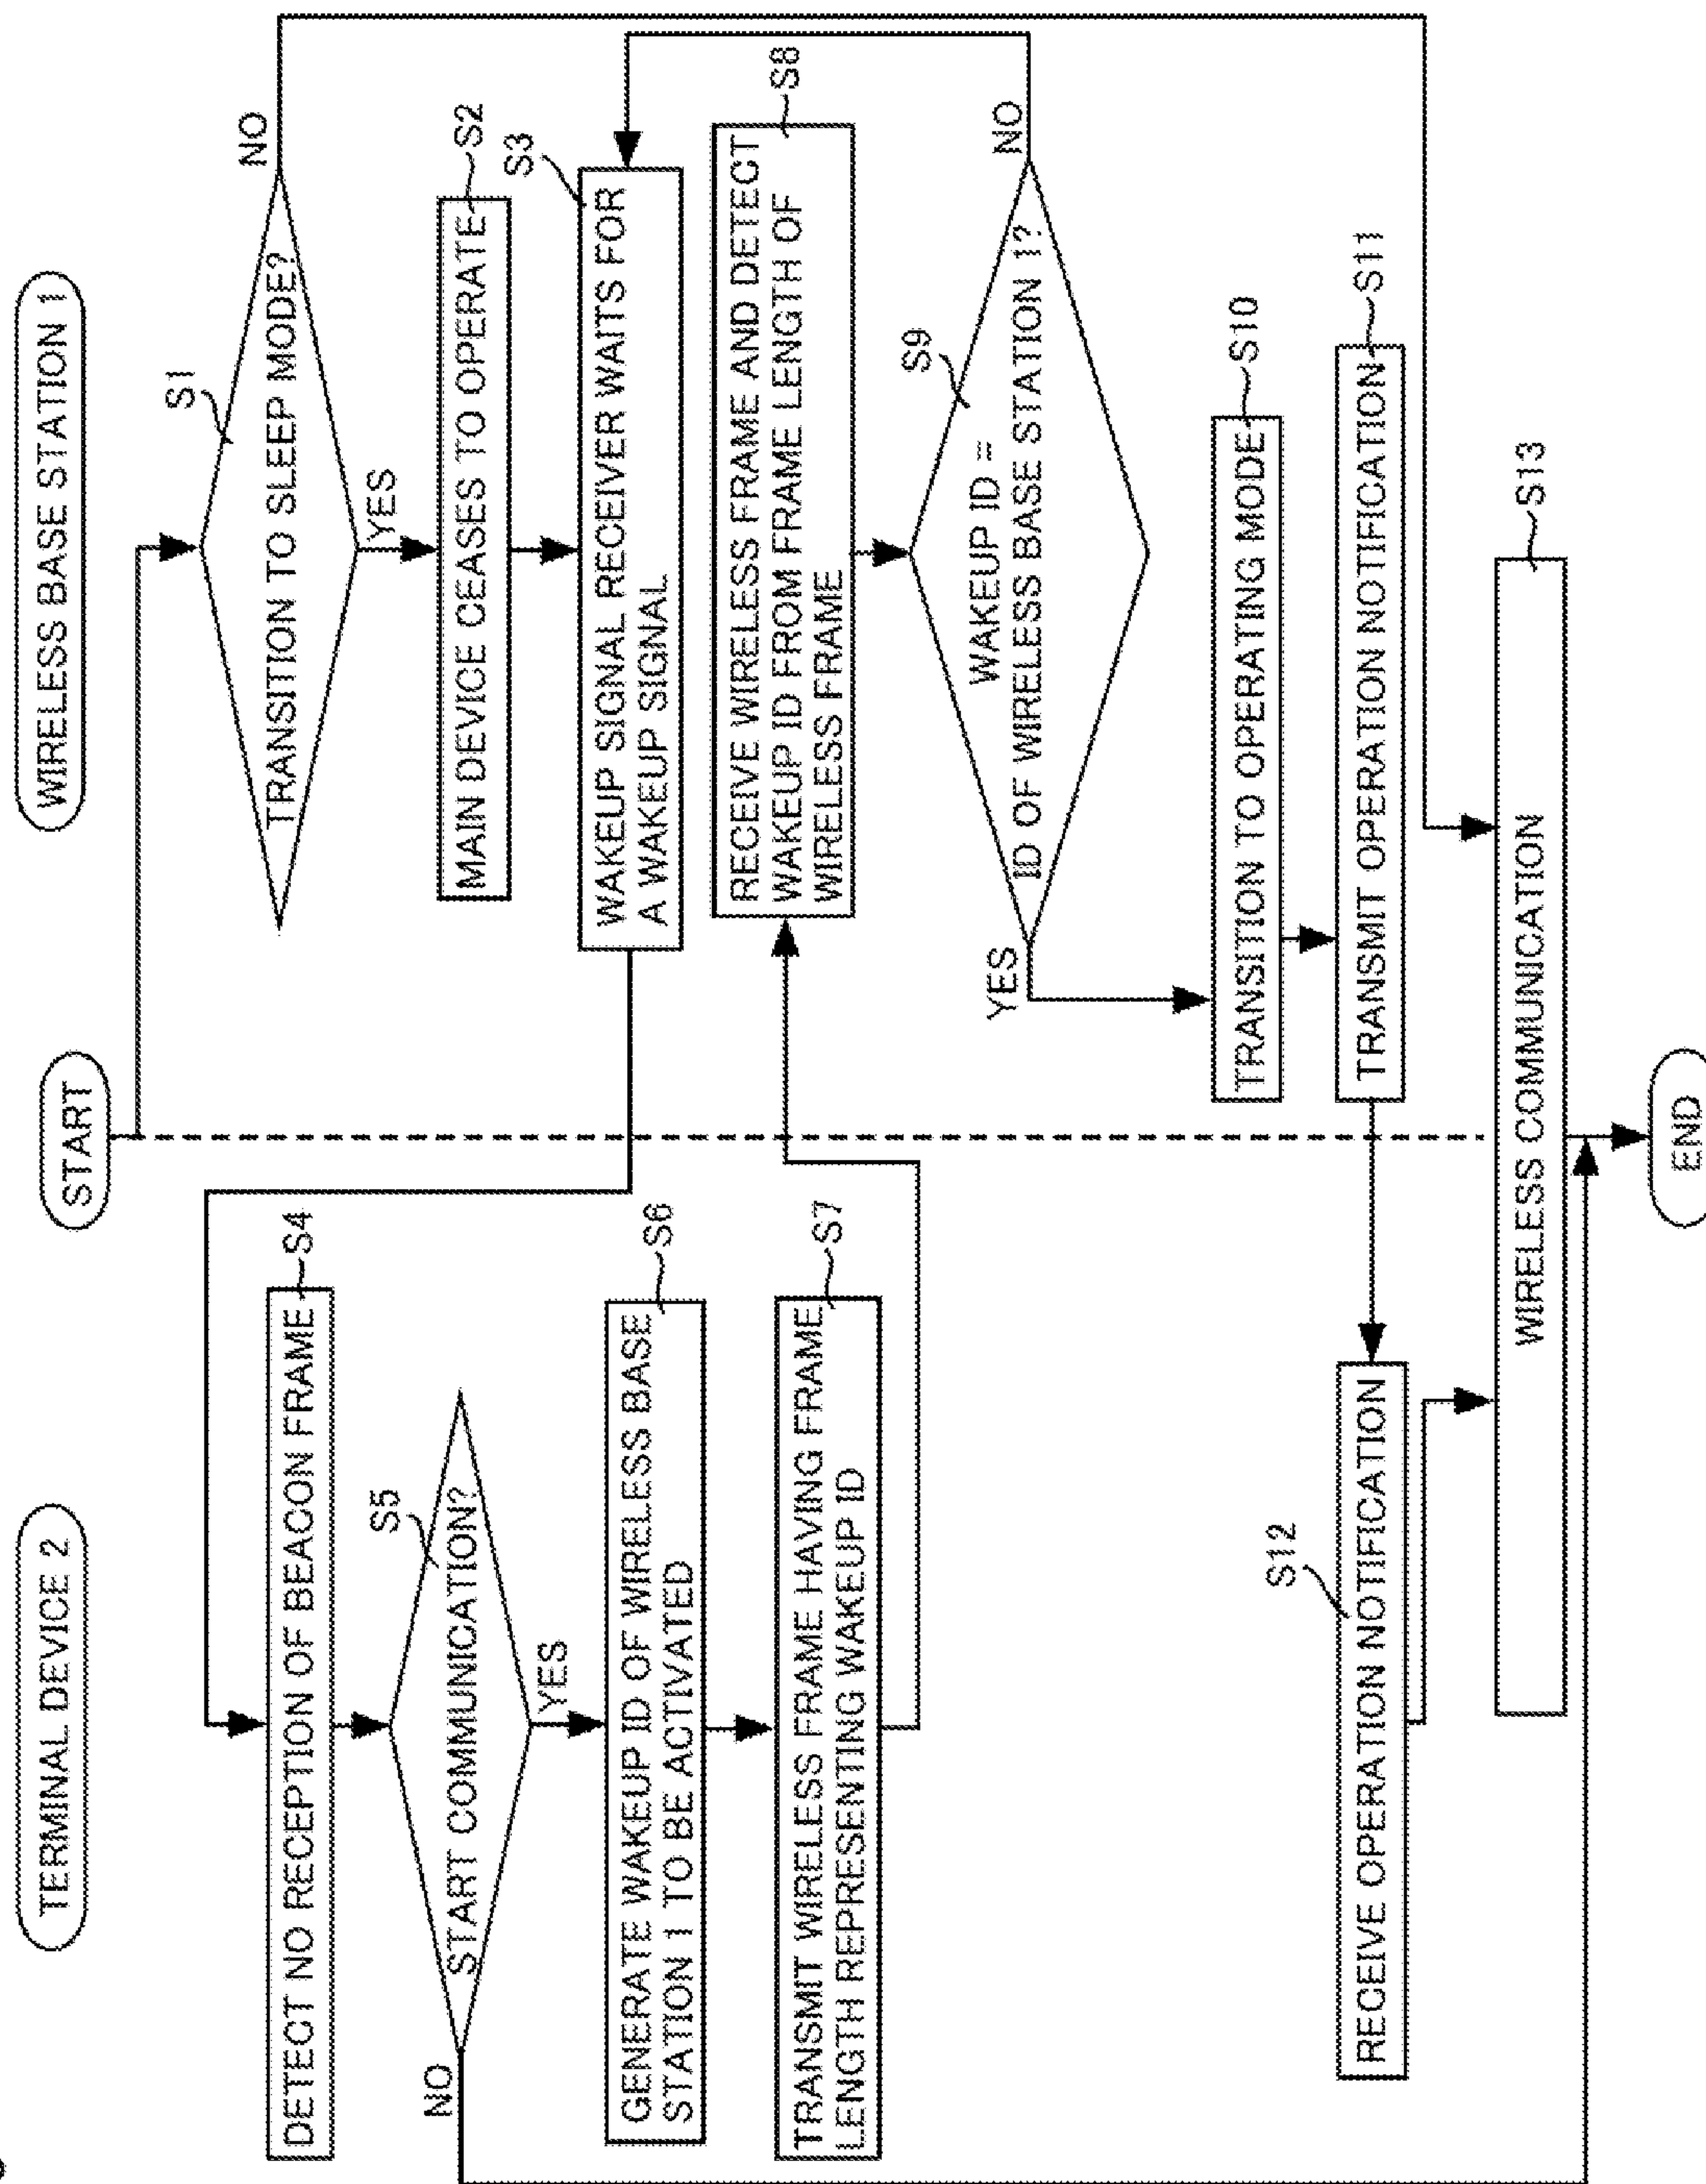 START
TERMINAL DEVICE 2
WIRELESS BASE STATION 1
S1
TRANSITION TO SLEEP MODE?
NO
YES
S2
MAIN DEVICE CEASES TO OPERATE
S3
WAKEUP SIGNAL RECEIVER WAITS FOR
A WAKEUP SIGNAL
S4
DETECT NO RECEPTION OF BEACON FRAME
S5
START COMMUNICATION?
NO
YES
S6
GENERATE WAKEUP ID OF WIRELESS BASE
STATION 1 TO BE ACTIVATED
S7
TRANSMIT WIRELESS FRAME HAVING FRAME
LENGTH REPRESENTING WAKEUP ID
S8
RECEIVE WIRELESS FRAME AND DETECT
WAKEUP ID FROM FRAME LENGTH OF
WIRELESS FRAME
S9
WAKEUP ID =
ID OF WIRELESS BASE STATION 1?
NO
YES
S10
TRANSITION TO OPERATING MODE
S11
TRANSMIT OPERATION NOTIFICATION
S12
RECEIVE OPERATION NOTIFICATION
S13
WIRELESS COMMUNICATION
END